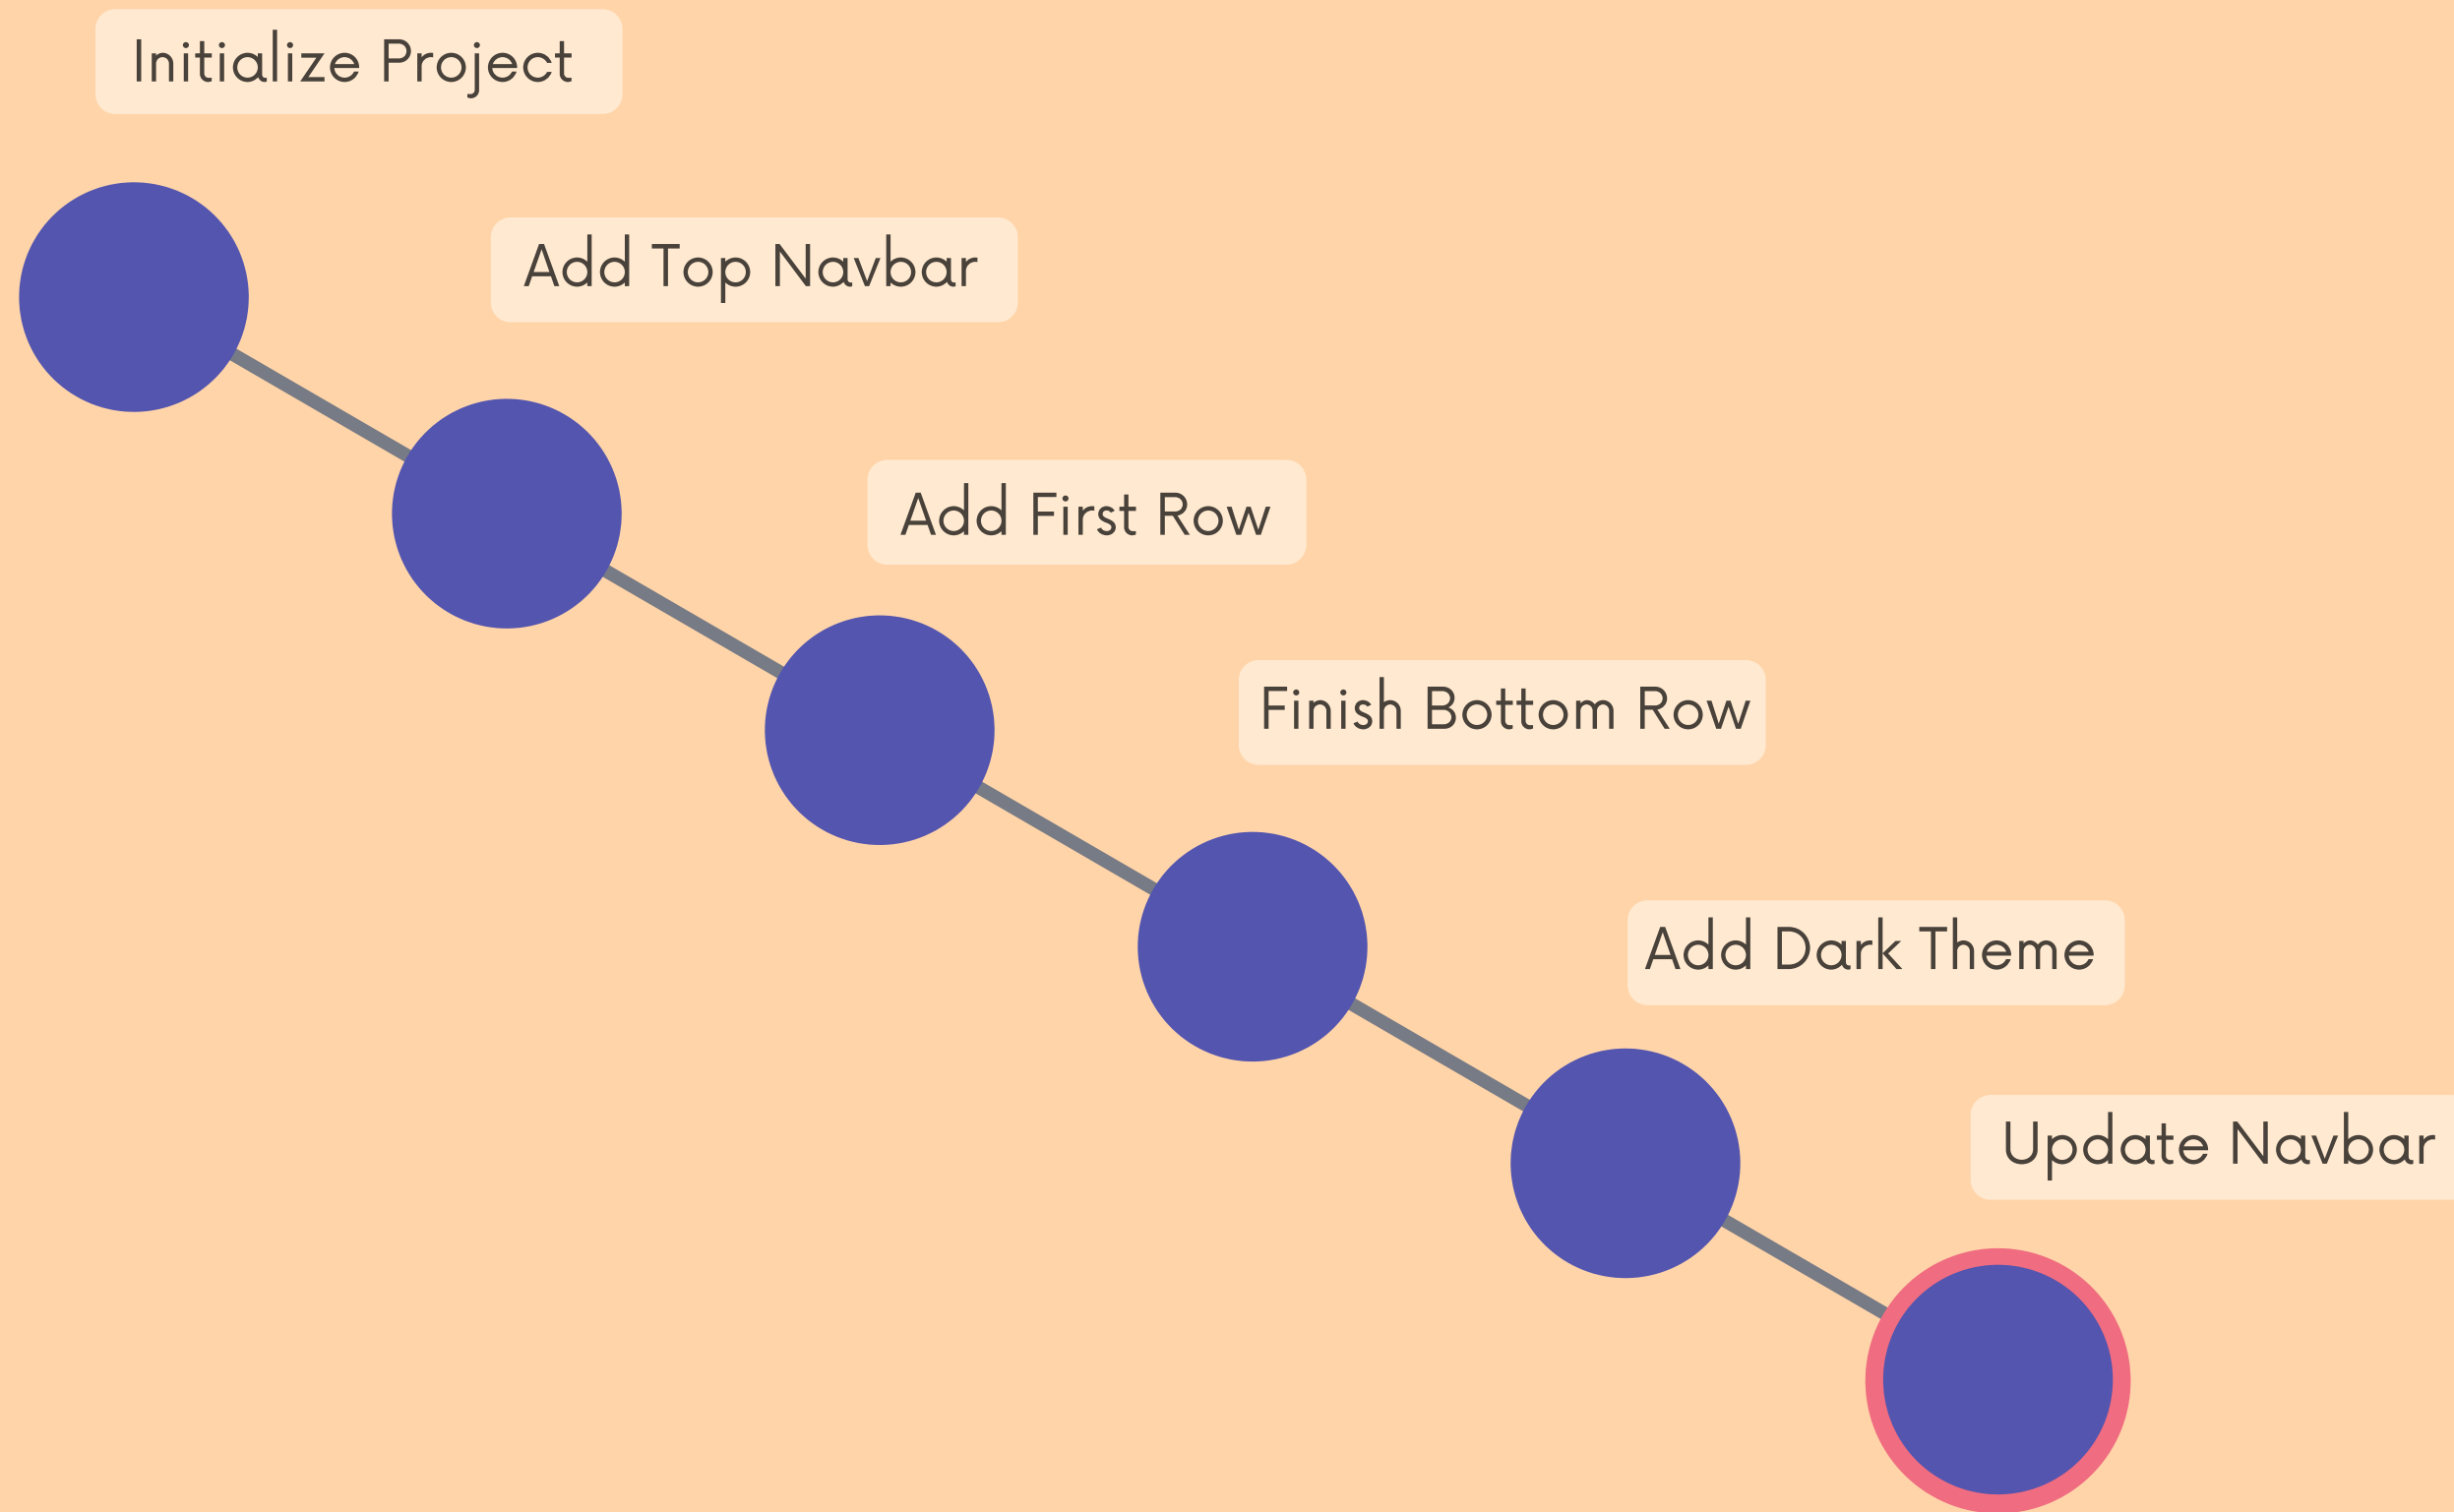 Initialize Project
Add Top Navbar
Add First Row
Finish Bottom Row
Add Dark Theme
Update Navbar